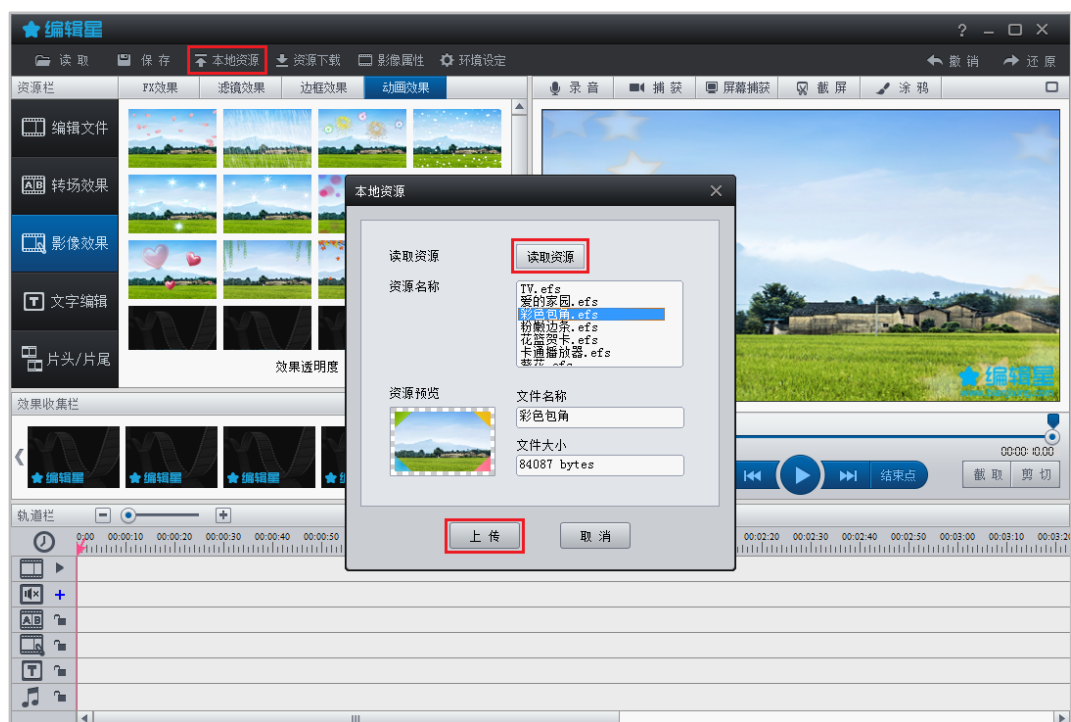 编辑星
?
读取 保存 本地资源 资源下载 影像属性 环境设定 撤销 还原
资源栏 FX效果 滤镜效果 边框效果 动画效果 录音 捕获 屏幕捕获 截屏 涂鸦
编辑文件
转场效果
影像效果
文字编辑
片头/片尾
效果透明度
效果收集栏
编辑星 编辑星 编辑星
本地资源
读取资源 读取资源
资源名称
TV.efs
爱的家园.efs
彩色包角.efs
粉嫩边条.efs
花篮贺卡.efs
卡通播放器.efs
资源预览 文件名称
彩色包角
文件大小
84087 bytes
上传 取消
编辑星
00:00:10.00
结束点 截取 剪切
轨道栏
0:00 00:00:10 00:00:20 00:00:30 00:00:40 00:00:50 00:02:20 00:02:30 00:02:40 00:02:50 00:03:00 00:03:10 00:03:20
AB
T